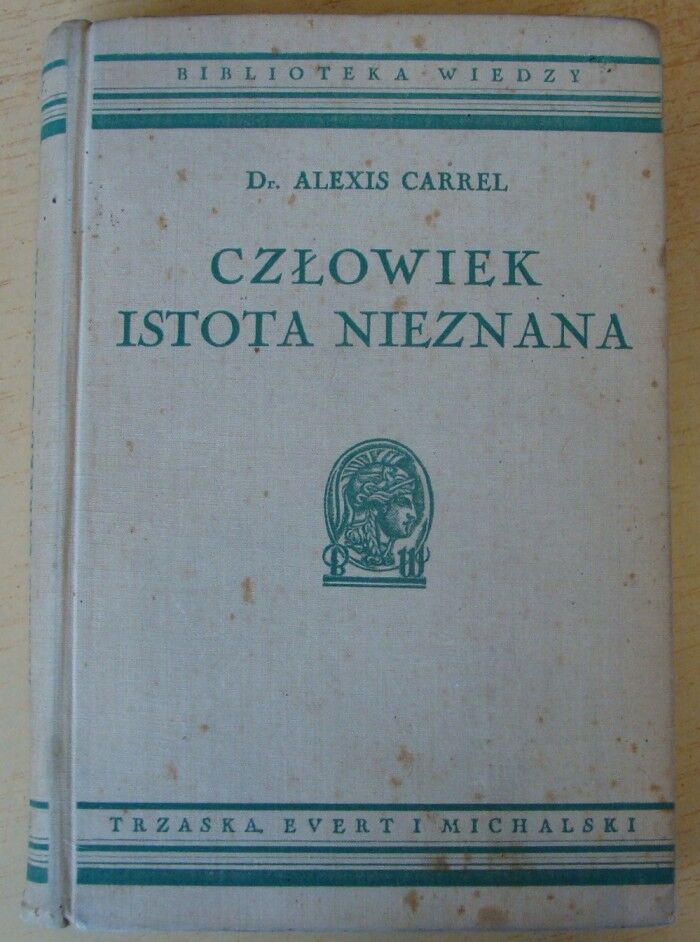 BIBLIOTEKA WIEDZY
Dr. ALEXIS CARREL
CZŁOWIEK
ISTOTA NIEZNANA
B W
TRZASKA, EVERT I MICHALSKI